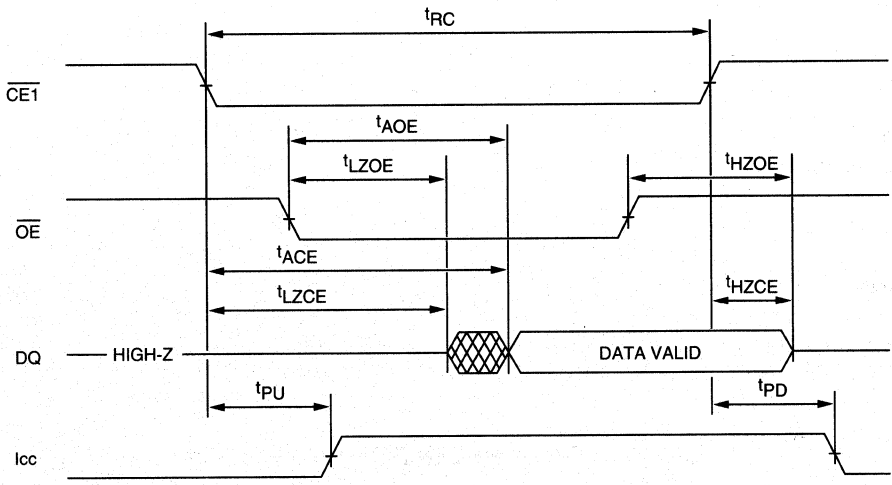 tRC
CE1
tAOE
tLZOE
tHZOE
OE
tACE
tLZCE
tHZCE
DQ
HIGH-Z
DATA VALID
tPU
tPD
Icc